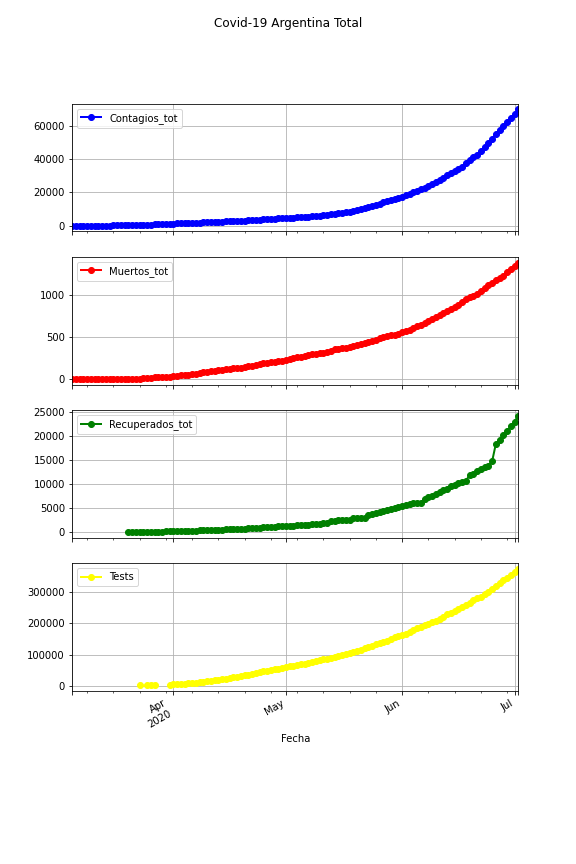 Covid-19 Argentina Total
Contagios_tot
60000
40000
20000
0
Muertos_tot
1000
500
0
25000
Recuperados_tot
20000
15000
10000
5000
0
Tests
300000
200000
100000
0
Apr
2020
May
Jun
Jul
Fecha